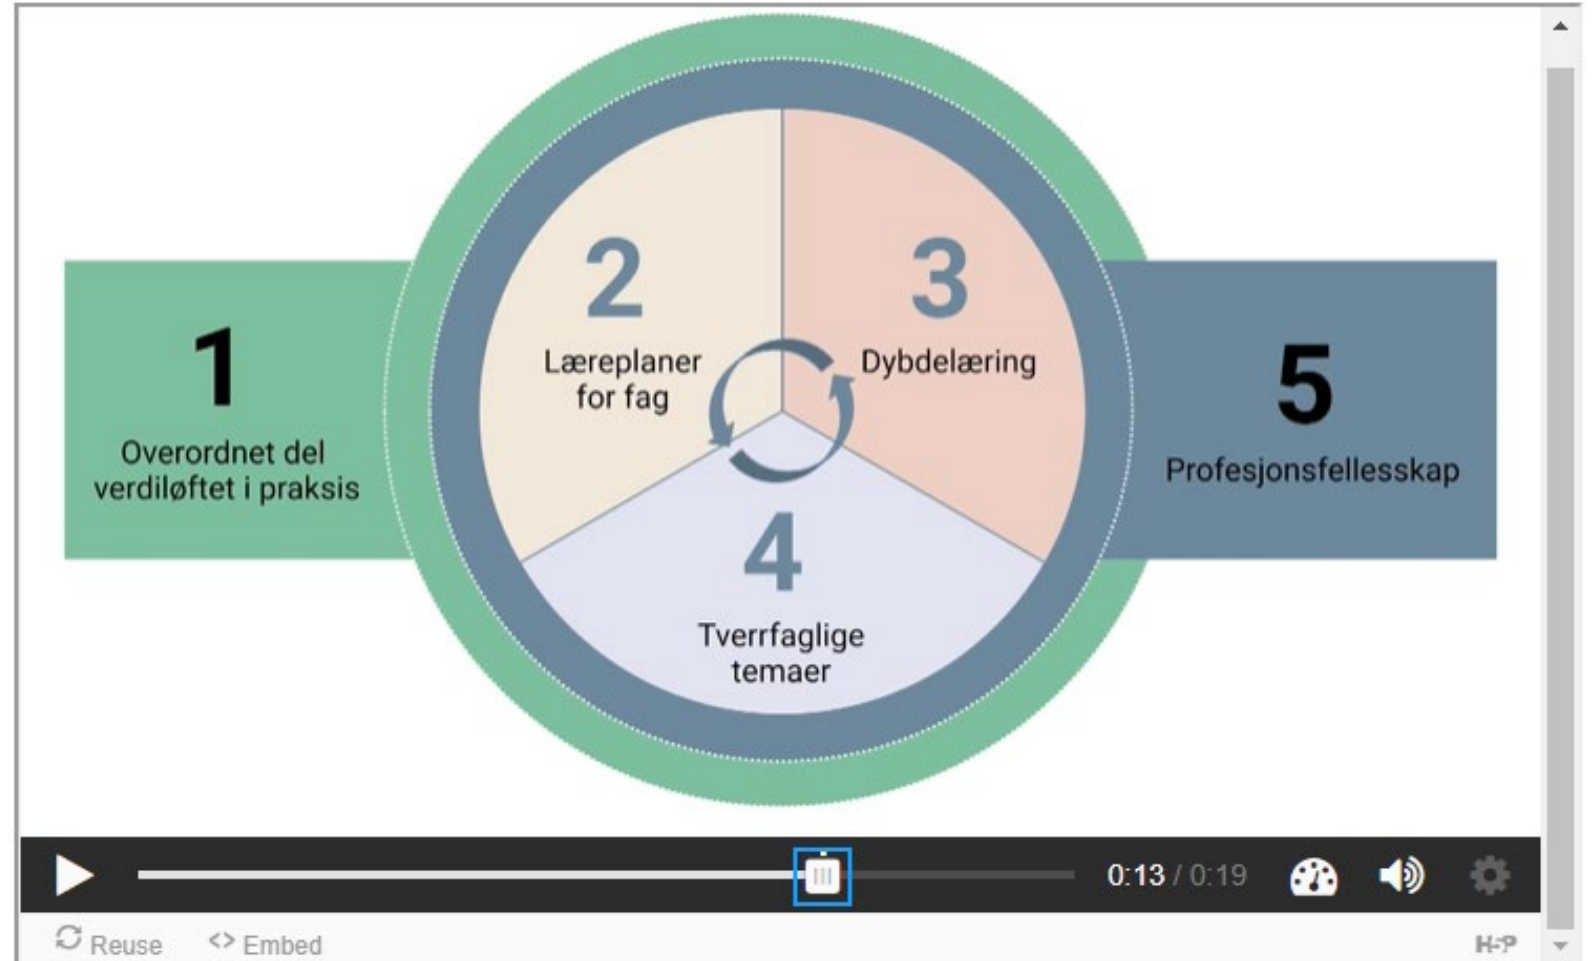 1
Overordnet del
verdiløftet i praksis
2
Læreplaner
for fag
3
Dybdelæring
4
Tverrfaglige
temaer
5
Profesjonsfellesskap
0:13 / 0:19
Reuse
<> Embed
H5P